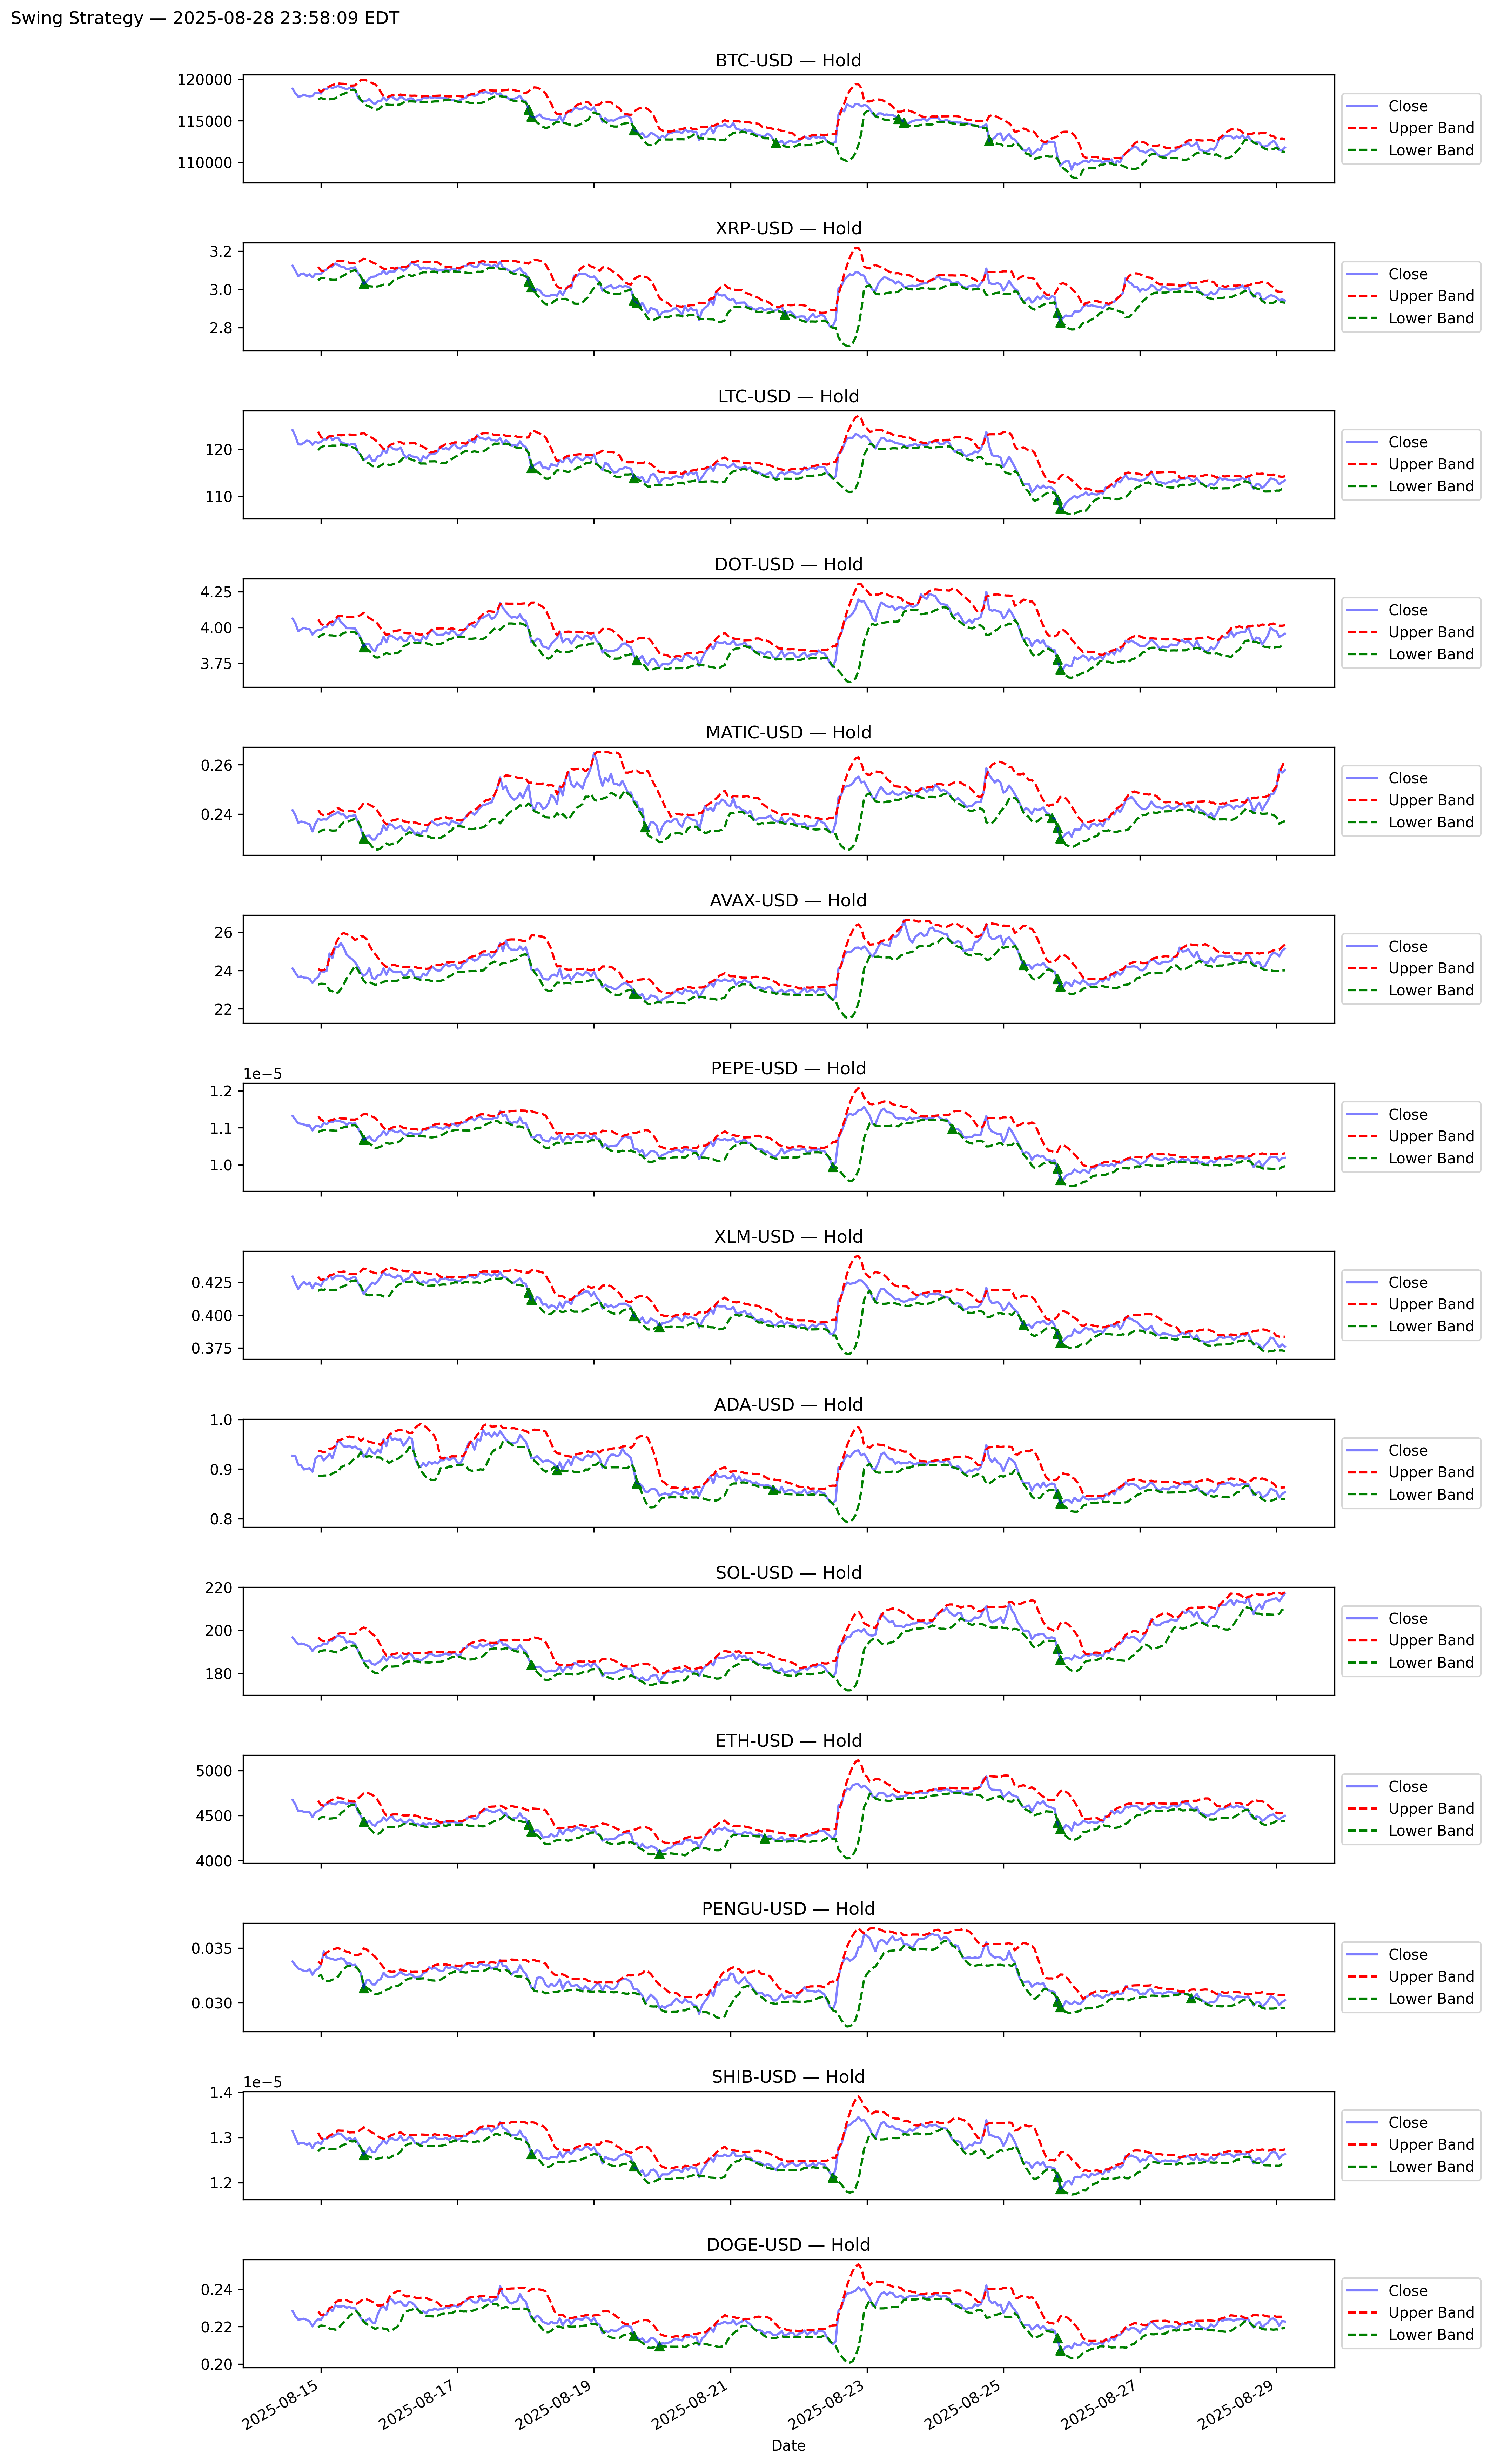 Swing Strategy — 2025-08-28 23:58:09 EDT
BTC-USD — Hold
120000
115000
110000
Close
Upper Band
Lower Band
XRP-USD — Hold
3.2
3.0
2.8
Close
Upper Band
Lower Band
LTC-USD — Hold
120
110
Close
Upper Band
Lower Band
DOT-USD — Hold
4.25
4.00
3.75
Close
Upper Band
Lower Band
MATIC-USD — Hold
0.26
0.24
Close
Upper Band
Lower Band
AVAX-USD — Hold
26
24
22
Close
Upper Band
Lower Band
PEPE-USD — Hold
1e−5
1.2
1.1
1.0
Close
Upper Band
Lower Band
XLM-USD — Hold
0.425
0.400
0.375
Close
Upper Band
Lower Band
ADA-USD — Hold
1.0
0.9
0.8
Close
Upper Band
Lower Band
SOL-USD — Hold
220
200
180
Close
Upper Band
Lower Band
ETH-USD — Hold
5000
4500
4000
Close
Upper Band
Lower Band
PENGU-USD — Hold
0.035
0.030
Close
Upper Band
Lower Band
SHIB-USD — Hold
1e−5
1.4
1.3
1.2
Close
Upper Band
Lower Band
DOGE-USD — Hold
0.24
0.22
0.20
Close
Upper Band
Lower Band
2025-08-15
2025-08-17
2025-08-19
2025-08-21
2025-08-23
2025-08-25
2025-08-27
2025-08-29
Date